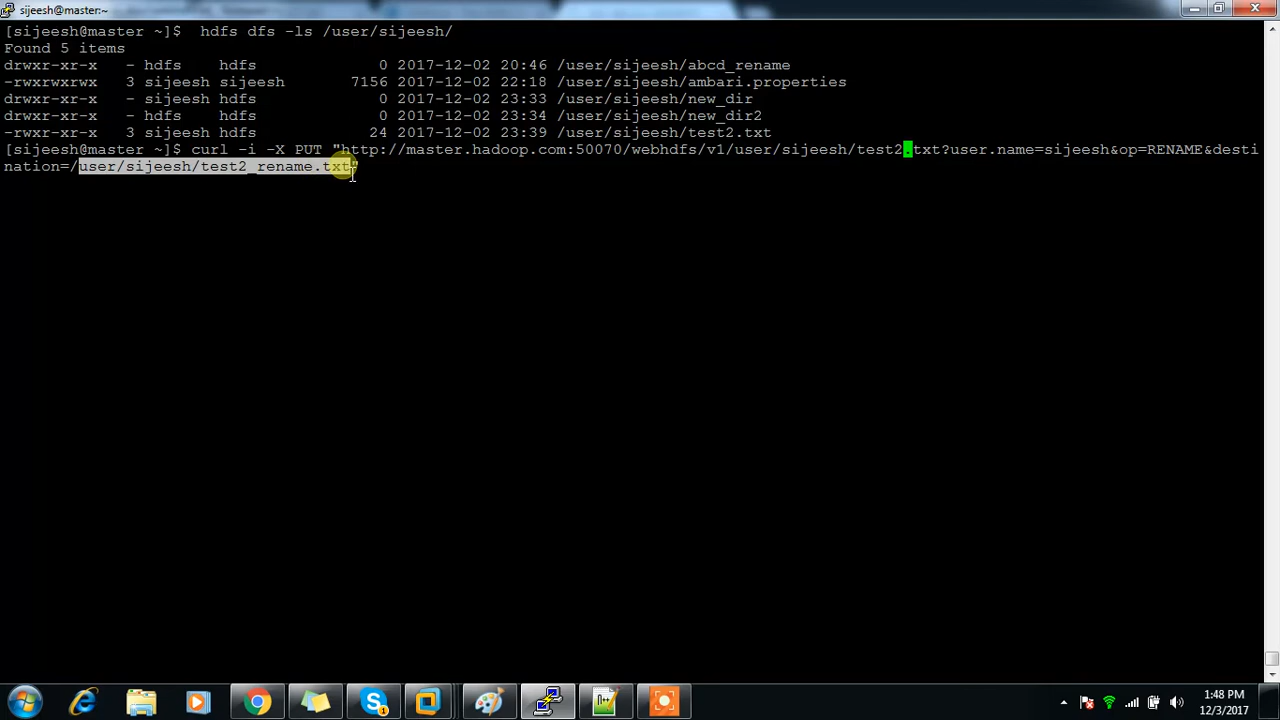 sijeesh@master:~
[sijeesh@master ~]$  hdfs dfs -ls /user/sijeesh/
Found 5 items
drwxr-xr-x   - hdfs    hdfs          0 2017-12-02 20:46 /user/sijeesh/abcd_rename
-rwxrwxrwx   3 sijeesh sijeesh       7156 2017-12-02 22:18 /user/sijeesh/ambari.properties
drwxr-xr-x   - sijeesh hdfs          0 2017-12-02 23:33 /user/sijeesh/new_dir
drwxr-xr-x   - hdfs    hdfs          0 2017-12-02 23:34 /user/sijeesh/new_dir2
-rwxr-xr-x   3 sijeesh hdfs         24 2017-12-02 23:39 /user/sijeesh/test2.txt
[sijeesh@master ~]$ curl -i -X PUT "http://master.hadoop.com:50070/webhdfs/v1/user/sijeesh/test2.txt?user.name=sijeesh&op=RENAME&desti
nation=/user/sijeesh/test2_rename.txt"
1:48 PM
12/3/2017